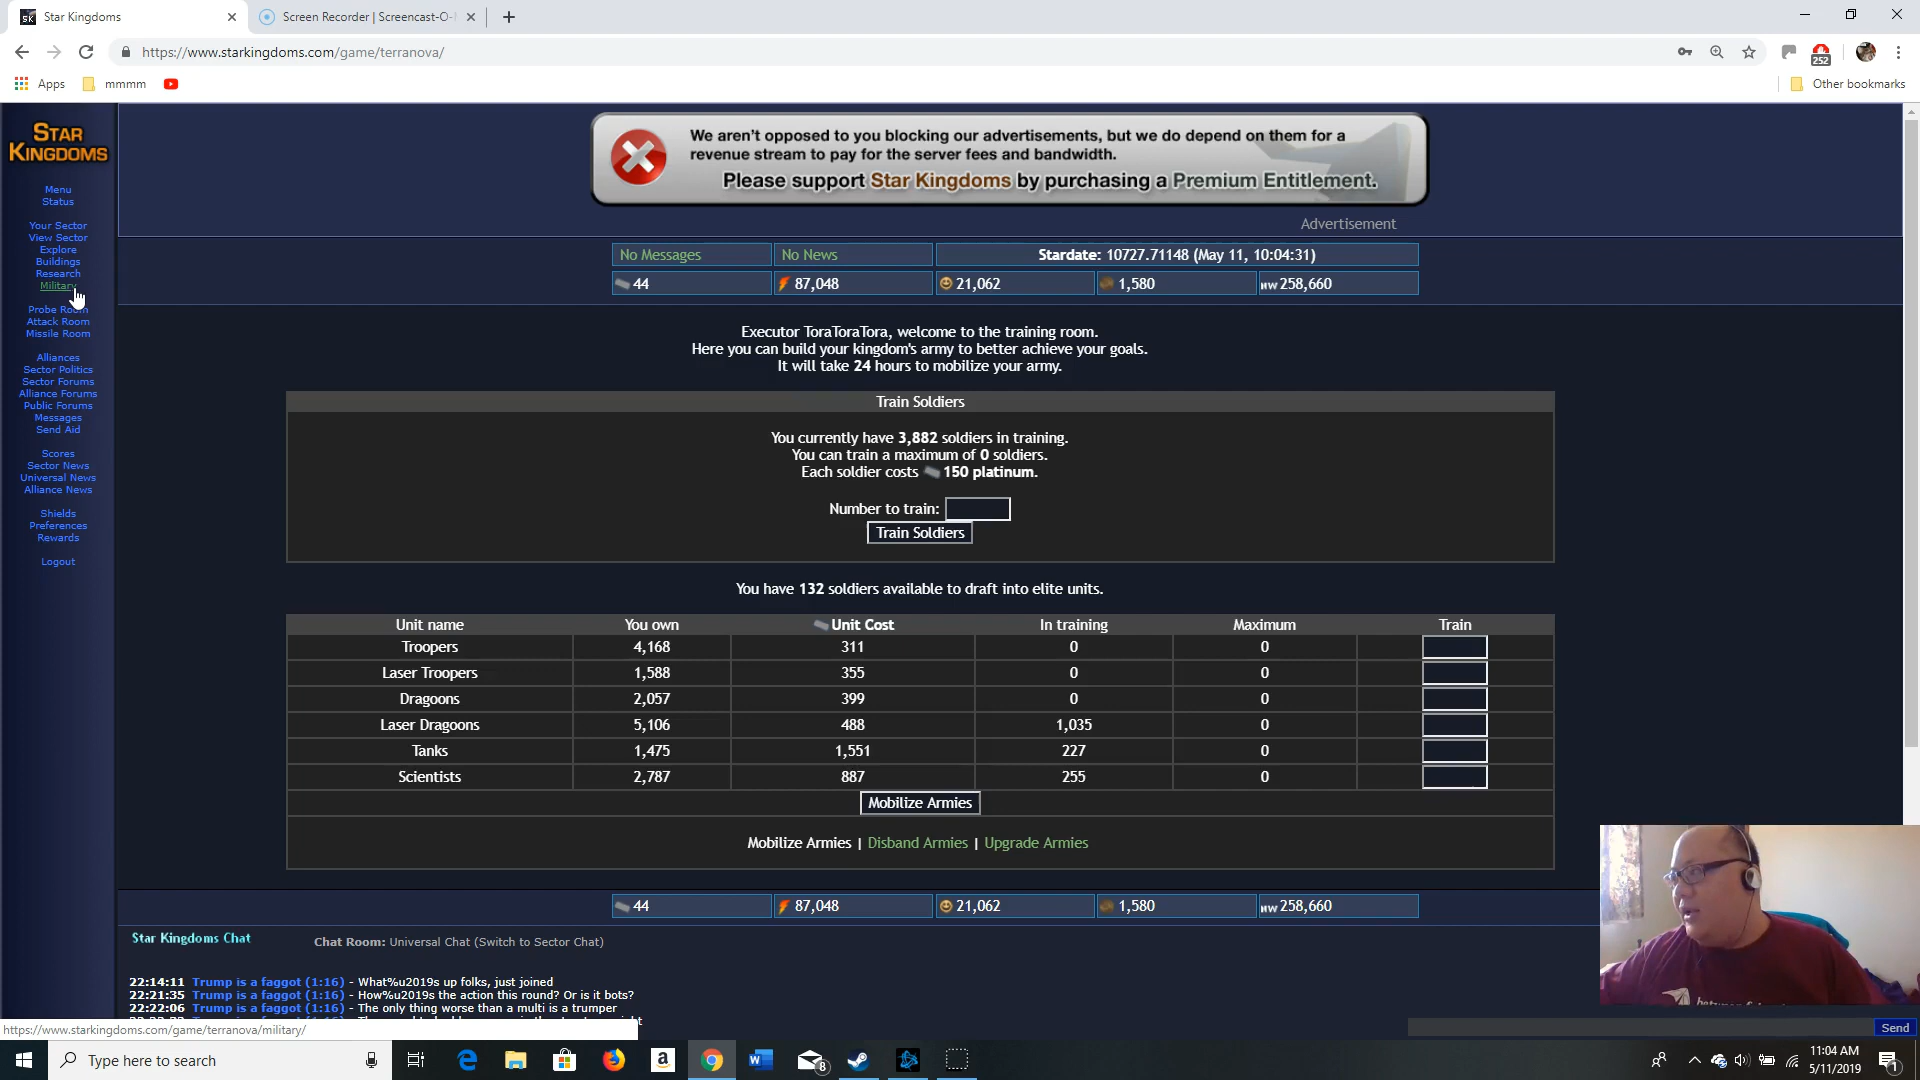 Star Kingdoms
Screen Recorder | Screencast-O-
https://www.starkingdoms.com/game/terranova/
252
Apps
mmmm
Other bookmarks
STAR KINGDOMS
Menu
Status
Your Sector
View Sector
Explore
Buildings
Research
Military
Probe Room
Attack Room
Missile Room
Alliances
Sector Politics
Sector Forums
Alliance Forums
Public Forums
Messages
Send Aid
Scores
Sector News
Universal News
Alliance News
Shields
Preferences
Rewards
Logout
We aren't opposed to you blocking our advertisements, but we do depend on them for a
revenue stream to pay for the server fees and bandwidth.
Please support Star Kingdoms by purchasing a Premium Entitlement.
Advertisement
No Messages No News Stardate: 10727.71148 (May 11, 10:04:31)
44 87,048 21,062 1,580 NW 258,660
Executor ToraToraTora, welcome to the training room.
Here you can build your kingdom's army to better achieve your goals.
It will take 24 hours to mobilize your army.
Train Soldiers
You currently have 3,882 soldiers in training.
You can train a maximum of 0 soldiers.
Each soldier costs 150 platinum.
Number to train:
Train Soldiers
You have 132 soldiers available to draft into elite units.
Unit name You own Unit Cost In training Maximum Train
Troopers 4,168 311 0 0
Laser Troopers 1,588 355 0 0
Dragoons 2,057 399 0 0
Laser Dragoons 5,106 488 1,035 0
Tanks 1,475 1,551 227 0
Scientists 2,787 887 255 0
Mobilize Armies
Mobilize Armies | Disband Armies | Upgrade Armies
44 87,048 21,062 1,580 NW 258,660
Star Kingdoms Chat
Chat Room: Universal Chat (Switch to Sector Chat)
22:14:11 Trump is a faggot (1:16) - What%u2019s up folks, just joined
22:21:35 Trump is a faggot (1:16) - How%u2019s the action this round? Or is it bots?
22:22:06 Trump is a faggot (1:16) - The only thing worse than a multi is a trumper
https://www.starkingdoms.com/game/terranova/military/
Send
Type here to search
8
11:04 AM
5/11/2019
1